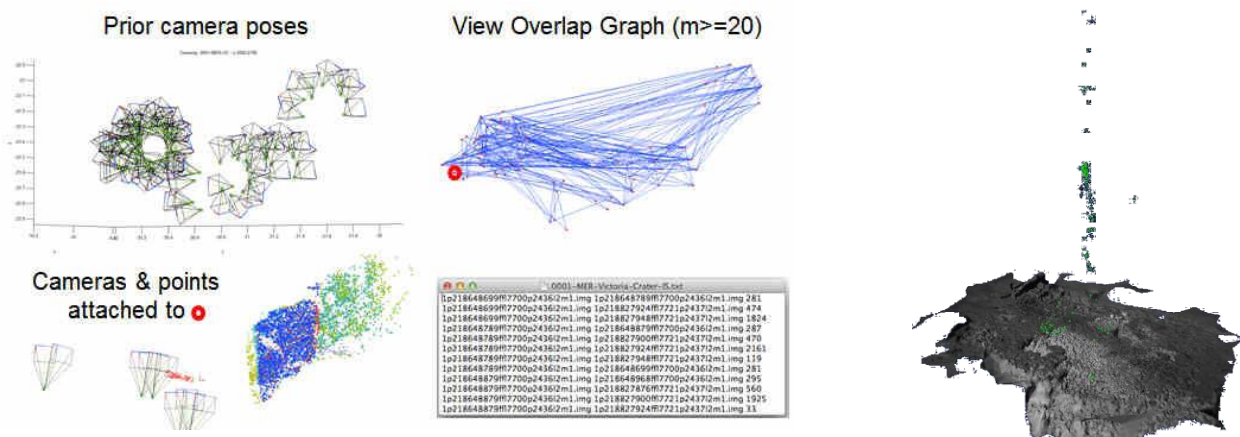 Prior camera poses
View Overlap Graph (m>=20)
Cameras & points
attached to
0001-MER-Victoria-Crater-IS.txt
1p218648699ffl7700p2436l2m1.img 1p218648789ffl7700p2436l2m1.img 281
1p218648699ffl7700p2436l2m1.img 1p218827924ffl7721p2437l2m1.img 474
1p218648699ffl7700p2436l2m1.img 1p218827948ffl7721p2437l2m1.img 1824
1p218648789ffl7700p2436l2m1.img 1p218648879ffl7700p2436l2m1.img 287
1p218648789ffl7700p2436l2m1.img 1p218827900ffl7721p2437l2m1.img 470
1p218648789ffl7700p2436l2m1.img 1p218827924ffl7721p2437l2m1.img 2161
1p218648789ffl7700p2436l2m1.img 1p218827948ffl7721p2437l2m1.img 119
1p218648789ffl7700p2436l2m1.img 1p218648699ffl7700p2436l2m1.img 281
1p218648879ffl7700p2436l2m1.img 1p218648968ffl7700p2436l2m1.img 295
1p218648879ffl7700p2436l2m1.img 1p218827876ffl7721p2437l2m1.img 560
1p218648879ffl7700p2436l2m1.img 1p218827900ffl7721p2437l2m1.img 1925
1p218648879ffl7700p2436l2m1.img 1p218827924ffl7721p2437l2m1.img 33